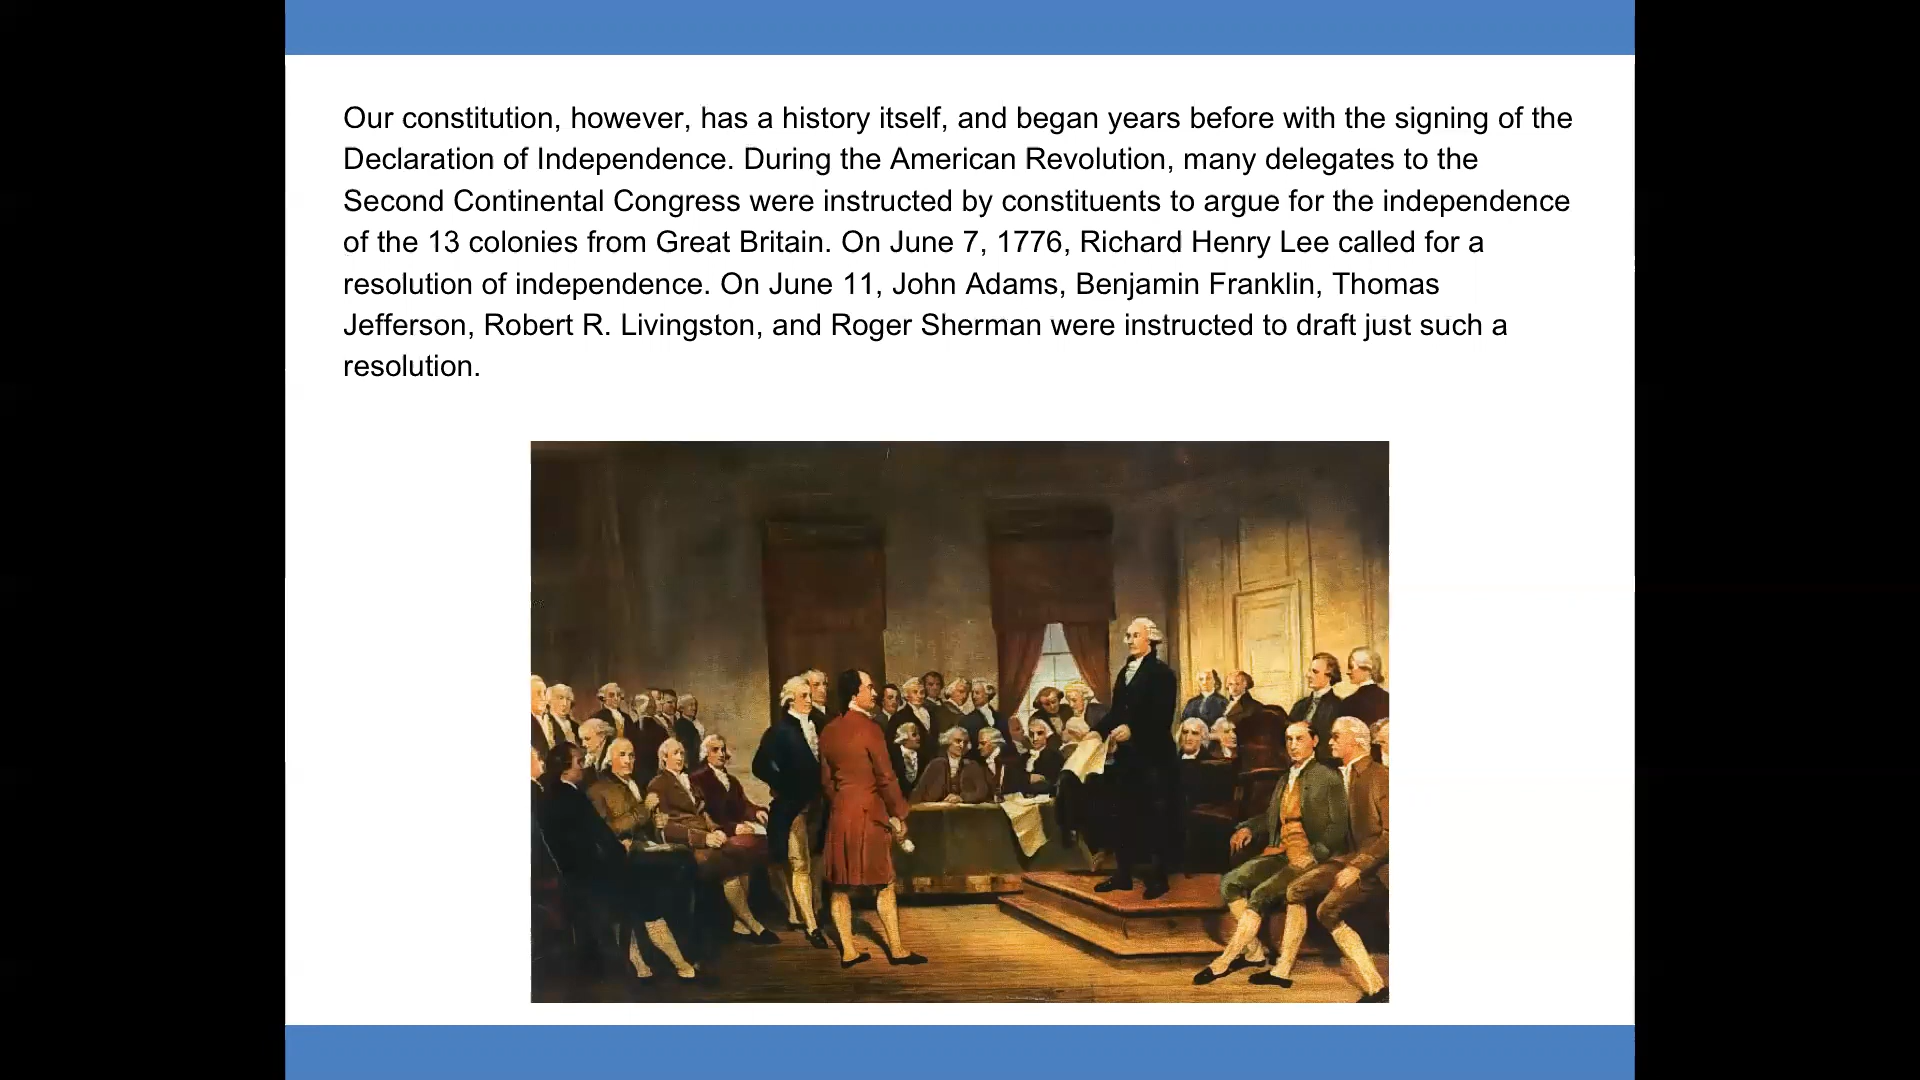 Our constitution, however, has a history itself, and began years before with the signing of the
Declaration of Independence. During the American Revolution, many delegates to the
Second Continental Congress were instructed by constituents to argue for the independence
of the 13 colonies from Great Britain. On June 7, 1776, Richard Henry Lee called for a
resolution of independence. On June 11, John Adams, Benjamin Franklin, Thomas
Jefferson, Robert R. Livingston, and Roger Sherman were instructed to draft just such a
resolution.